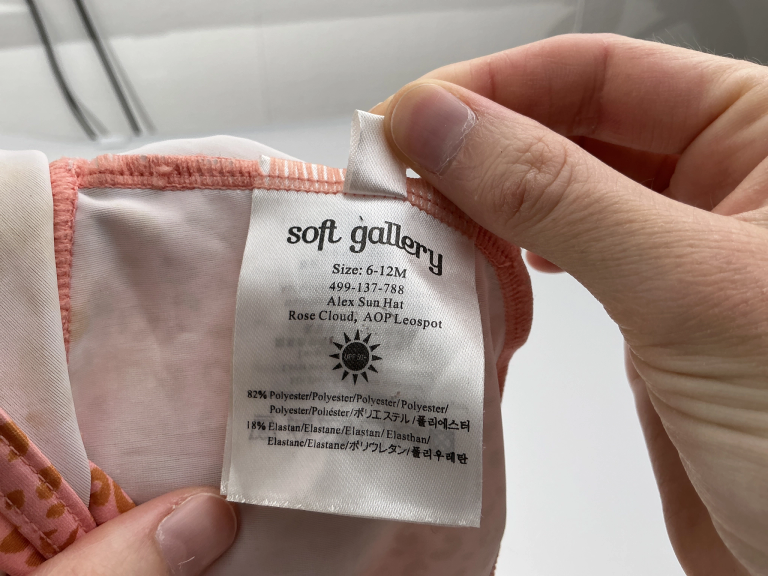 soft gallery
Size: 6-12M
499-137-788
Alex Sun Hat
Rose Cloud, AOP Leospot
UPF 50+
82% Polyester/Polyester/Polyester/Polyester/
Polyester/Poliéster/ポリエステル/폴리에스터
18% Elastan/Elastane/Elastan/Elasthan/
Elastane/Elastane/ポリウレタン/폴리우레탄